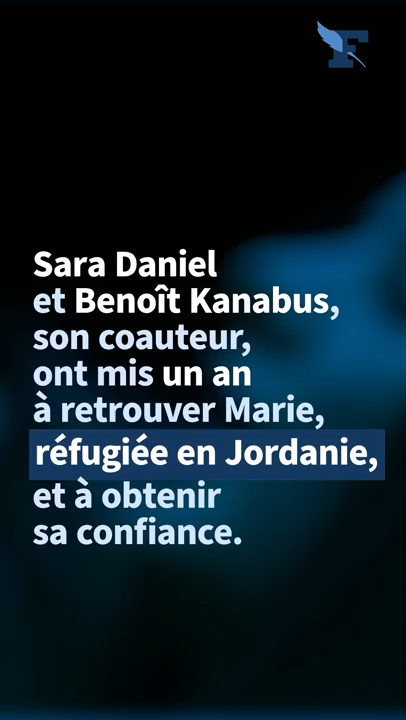 F
Sara Daniel
et Benoît Kanabus,
son coauteur,
ont mis un an
à retrouver Marie,
réfugiée en Jordanie,
et à obtenir
sa confiance.